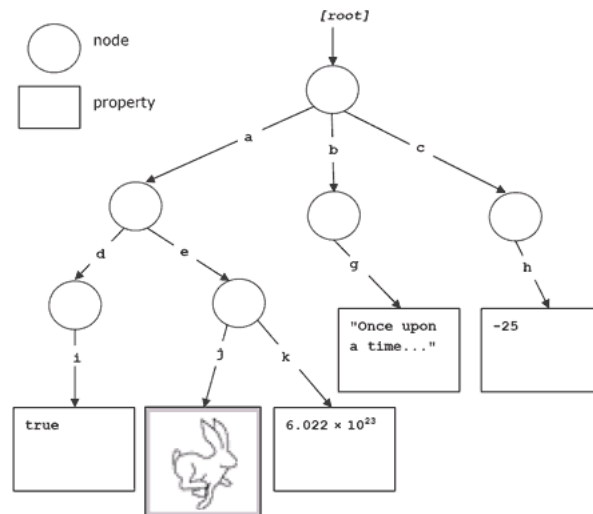 [root]
node
property
a
b
c
d
e
g
h
i
j
k
"Once upon
a time..."
-25
true
6.022 × 10²³